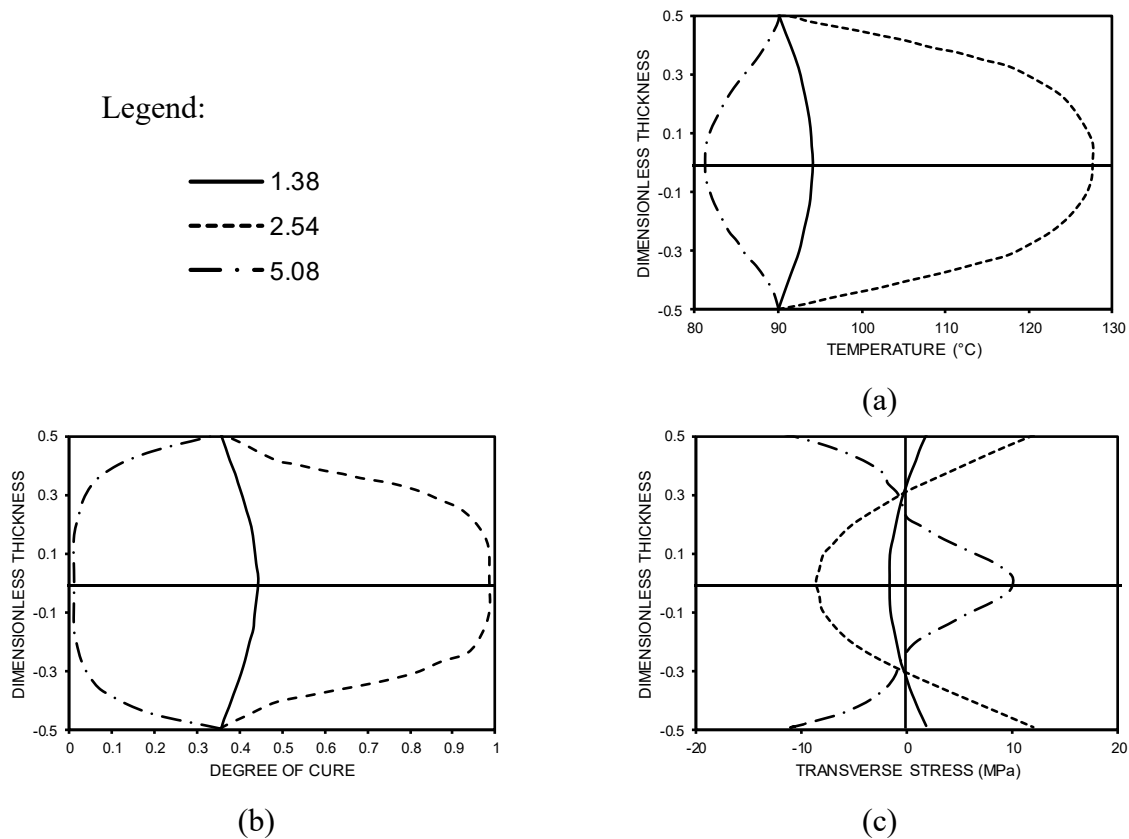 Legend:
1.38
2.54
5.08
0.5
0.3
0.1
-0.1
-0.3
-0.5
DIMENSIONLESS THICKNESS
80 90 100 110 120 130
TEMPERATURE (°C)
(a)
0.5
0.3
0.1
-0.1
-0.3
-0.5
DIMENSIONLESS THICKNESS
0 0.1 0.2 0.3 0.4 0.5 0.6 0.7 0.8 0.9 1
DEGREE OF CURE
(b)
0.5
0.3
0.1
-0.1
-0.3
-0.5
DIMENSIONLESS THICKNESS
-20 -10 0 10 20
TRANSVERSE STRESS (MPa)
(c)